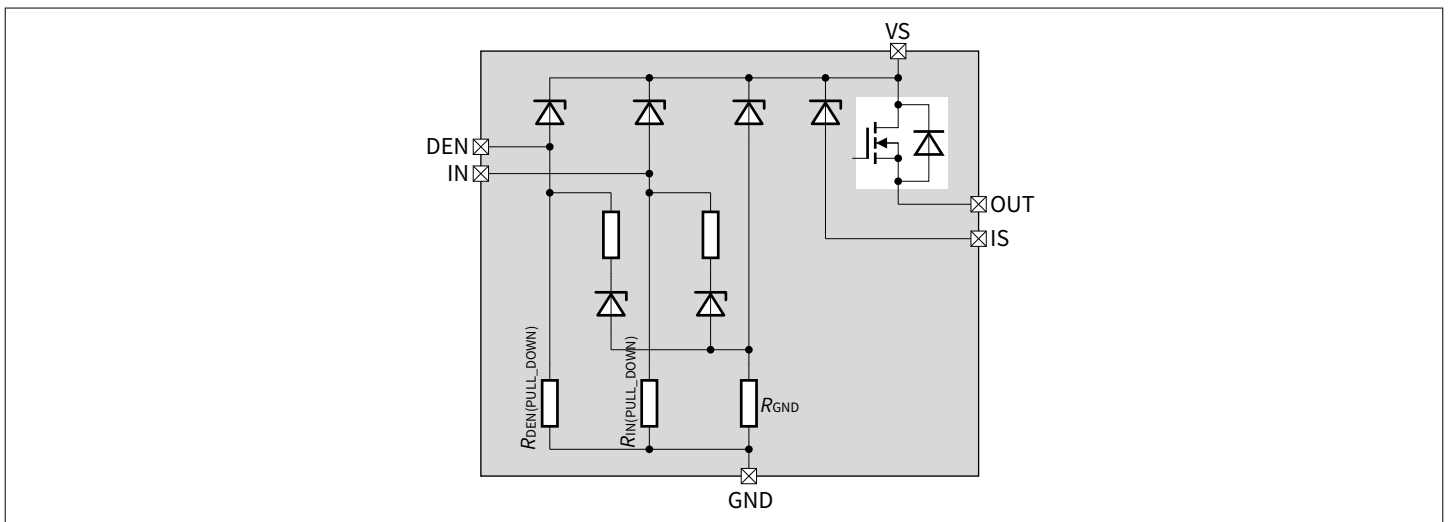 VS
DEN
IN
OUT
IS
RDEN(PULL_DOWN)
RIN(PULL_DOWN)
RGND
GND